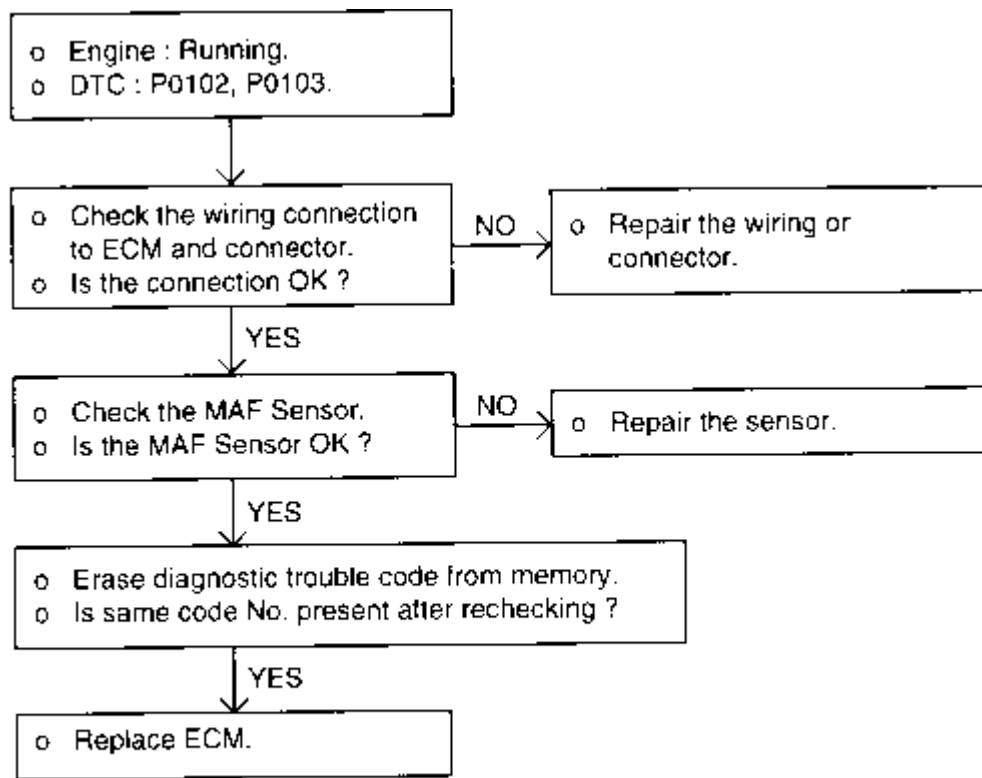 o Engine : Running.
o DTC : P0102, P0103.
o Check the wiring connection
to ECM and connector.
o Is the connection OK ?
NO
o Repair the wiring or
connector.
YES
o Check the MAF Sensor.
o Is the MAF Sensor OK ?
NO
o Repair the sensor.
YES
o Erase diagnostic trouble code from memory.
o Is same code No. present after rechecking ?
YES
o Replace ECM.